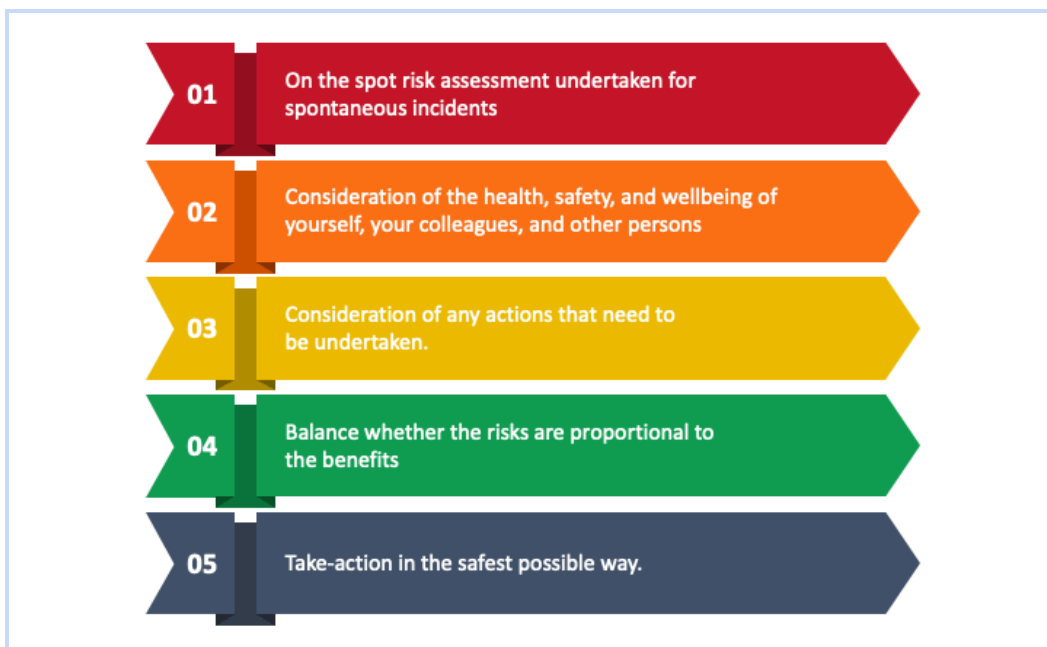 01
On the spot risk assessment undertaken for
spontaneous incidents
02
Consideration of the health, safety, and wellbeing of
yourself, your colleagues, and other persons
03
Consideration of any actions that need to
be undertaken.
04
Balance whether the risks are proportional to
the benefits
05
Take-action in the safest possible way.